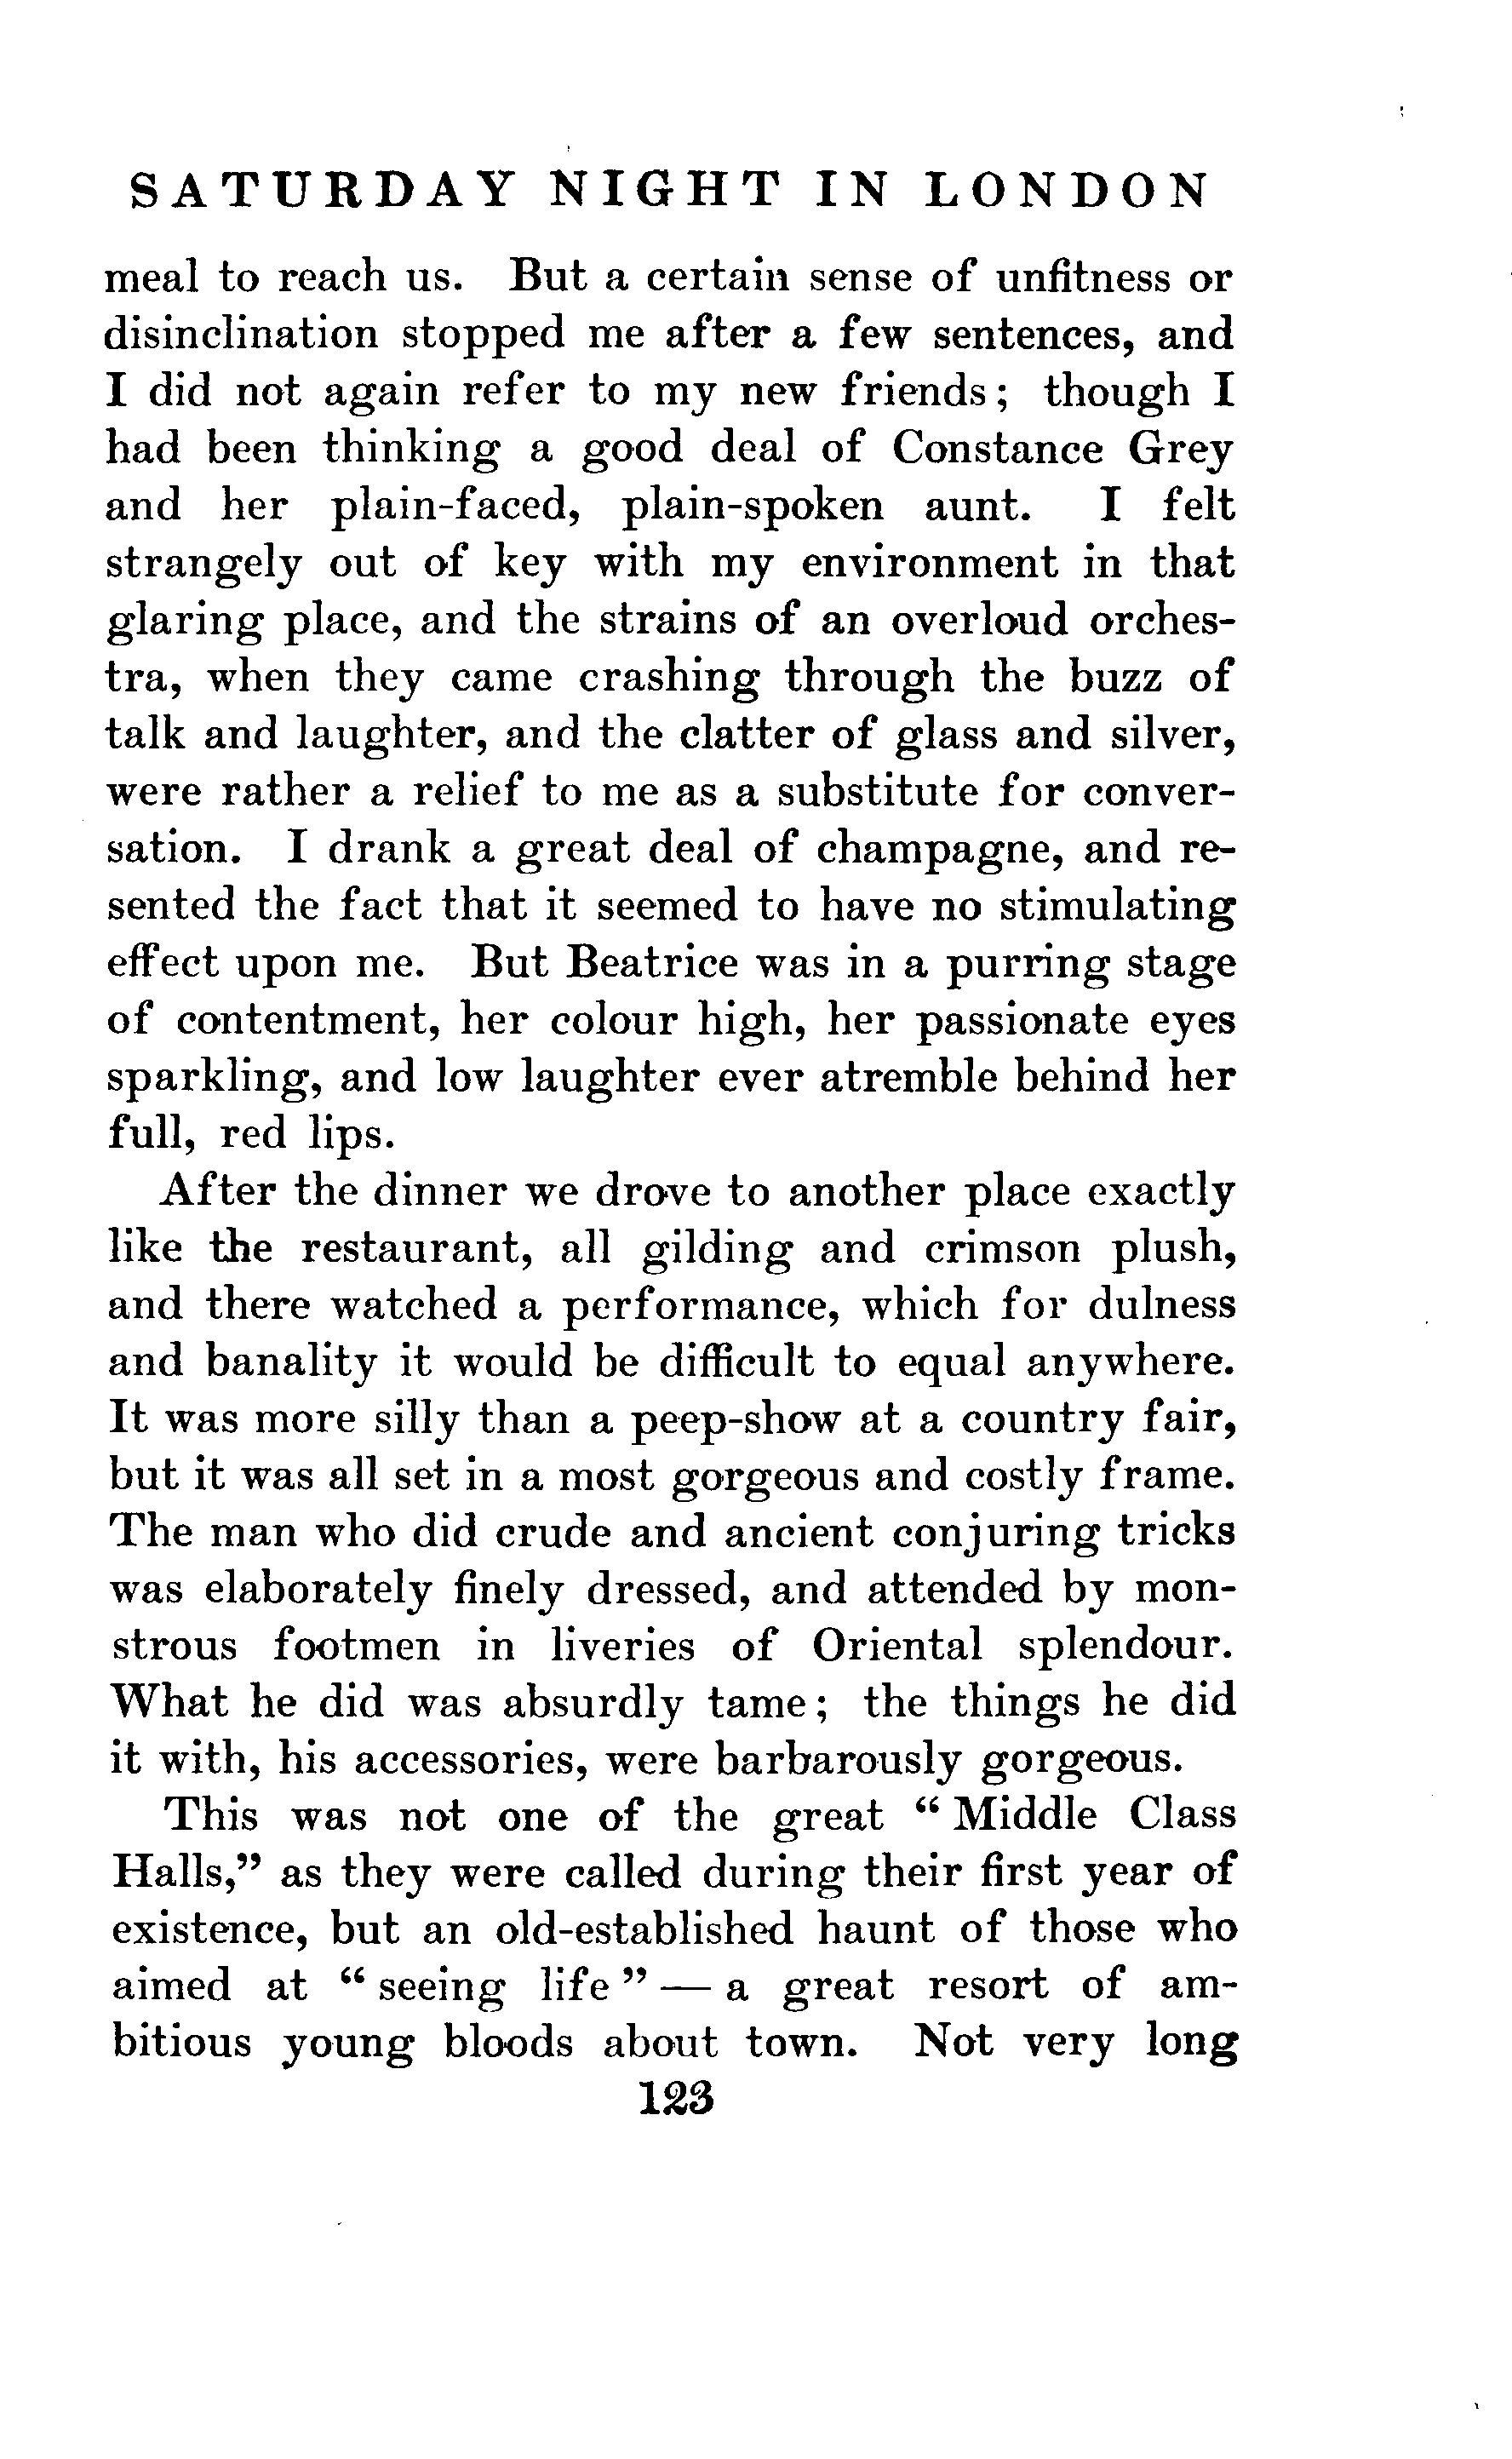 SATURDAY NIGHT IN LONDON
meal to reach us. But a certain sense of unfitness or
disinclination stopped me after a few sentences, and
I did not again refer to my new friends; though I
had been thinking a good deal of Constance Grey
and her plain-faced, plain-spoken aunt. I felt
strangely out of key with my environment in that
glaring place, and the strains of an overloud orches-
tra, when they came crashing through the buzz of
talk and laughter, and the clatter of glass and silver,
were rather a relief to me as a substitute for conver-
sation. I drank a great deal of champagne, and re-
sented the fact that it seemed to have no stimulating
effect upon me. But Beatrice was in a purring stage
of contentment, her colour high, her passionate eyes
sparkling, and low laughter ever atremble behind her
full, red lips.
After the dinner we drove to another place exactly
like the restaurant, all gilding and crimson plush,
and there watched a performance, which for dulness
and banality it would be difficult to equal anywhere.
It was more silly than a peep-show at a country fair,
but it was all set in a most gorgeous and costly frame.
The man who did crude and ancient conjuring tricks
was elaborately finely dressed, and attended by mon-
strous footmen in liveries of Oriental splendour.
What he did was absurdly tame; the things he did
it with, his accessories, were barbarously gorgeous.
This was not one of the great "Middle Class
Halls," as they were called during their first year of
existence, but an old-established haunt of those who
aimed at "seeing life" — a great resort of am-
bitious young bloods about town. Not very long
123